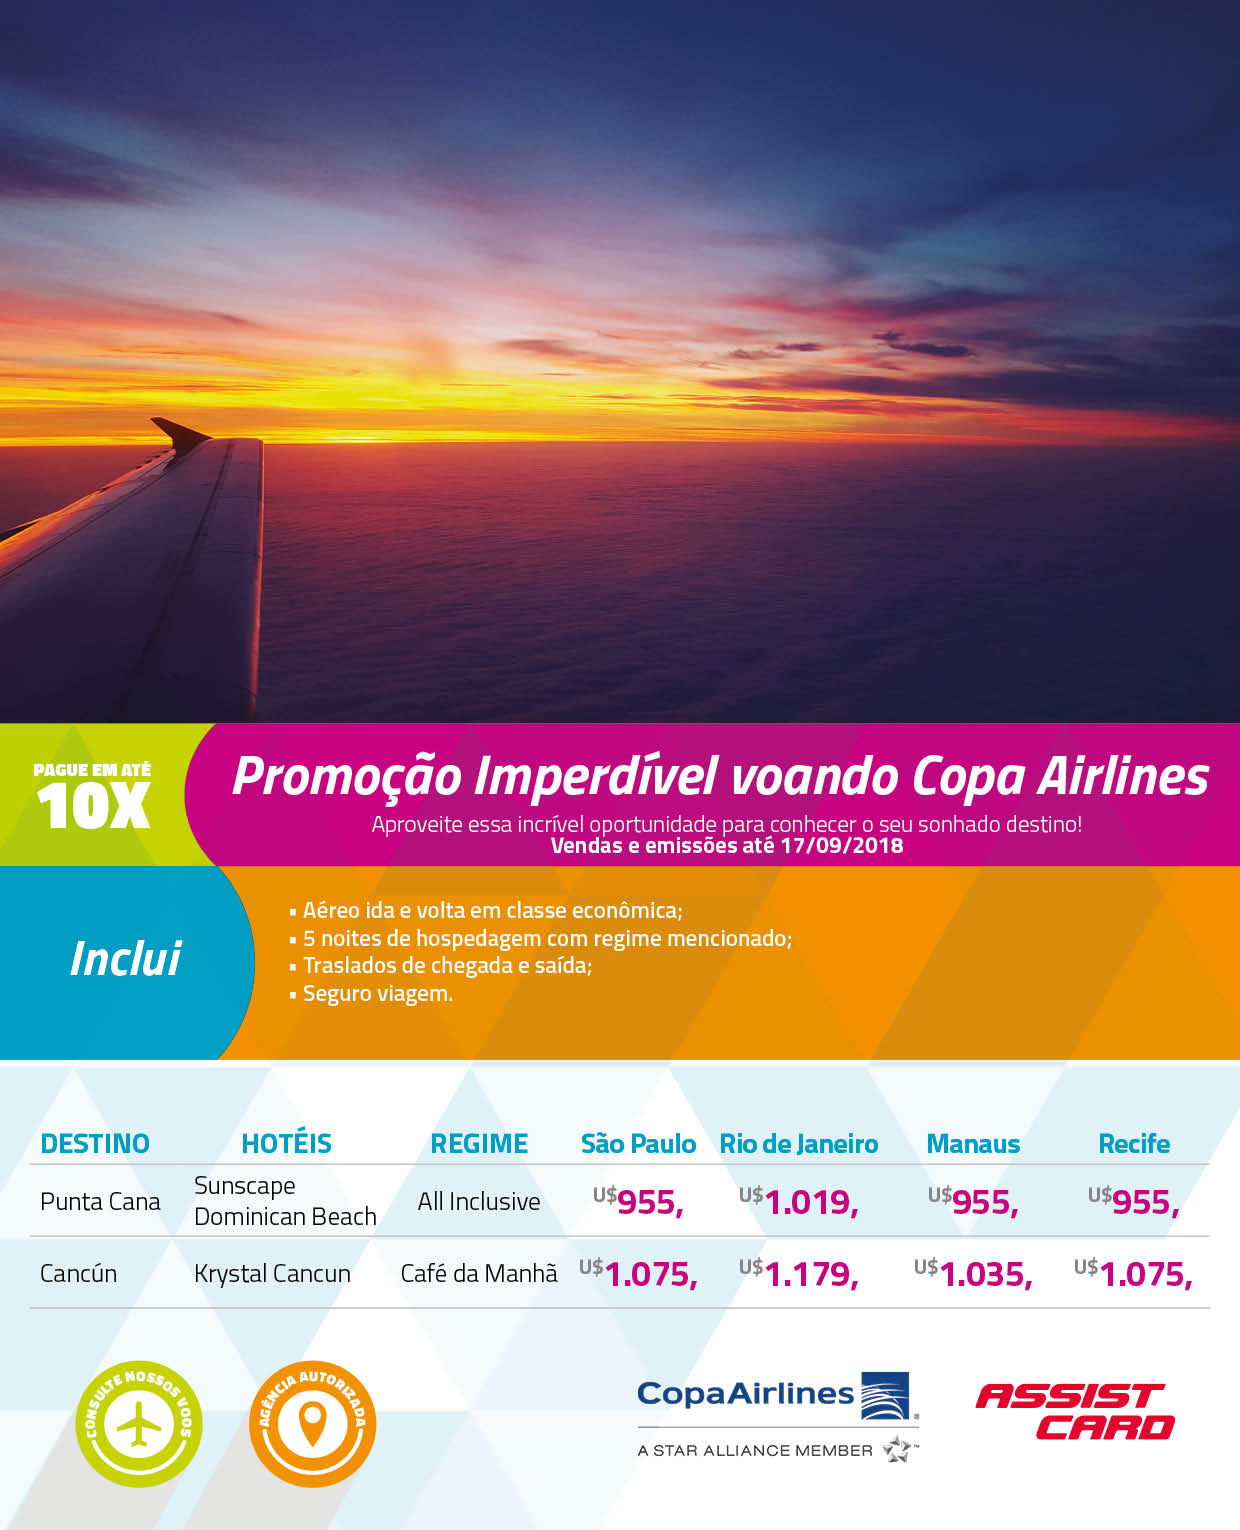 PAGUE EM ATÉ
10X
Promoção Imperdível voando Copa Airlines
Aproveite essa incrível oportunidade para conhecer o seu sonhado destino!
Vendas e emissões até 17/09/2018
Inclui
• Aéreo ida e volta em classe econômica;
• 5 noites de hospedagem com regime mencionado;
• Traslados de chegada e saída;
• Seguro viagem.
DESTINO HOTÉIS REGIME São Paulo Rio de Janeiro Manaus Recife
Punta Cana Sunscape Dominican Beach All Inclusive U$955, U$1.019, U$955, U$955,
Cancún Krystal Cancun Café da Manhã U$1.075, U$1.179, U$1.035, U$1.075,
CONSULTE NOSSOS VOOS
AGÊNCIA AUTORIZADA
CopaAirlines®
A STAR ALLIANCE MEMBER ™
ASSIST
CARD